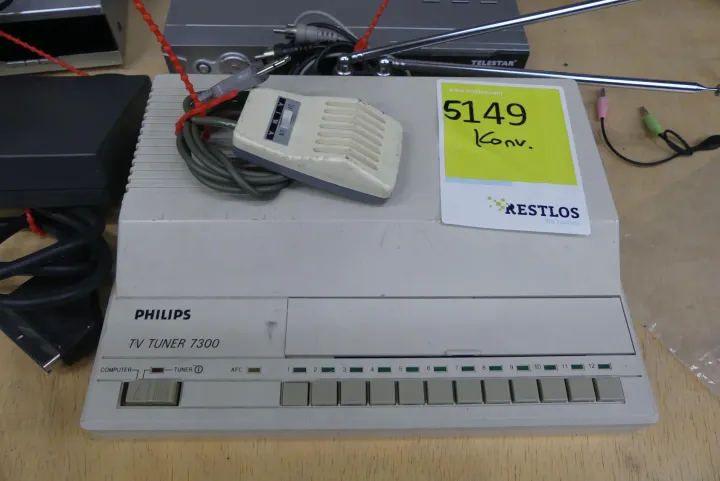 TELESTAR
5149
Konv.
RESTLOS
PHILIPS
TV TUNER 7300
COMPUTER TUNER AFC 1 2 3 4 5 6 7 8 9 10 11 12